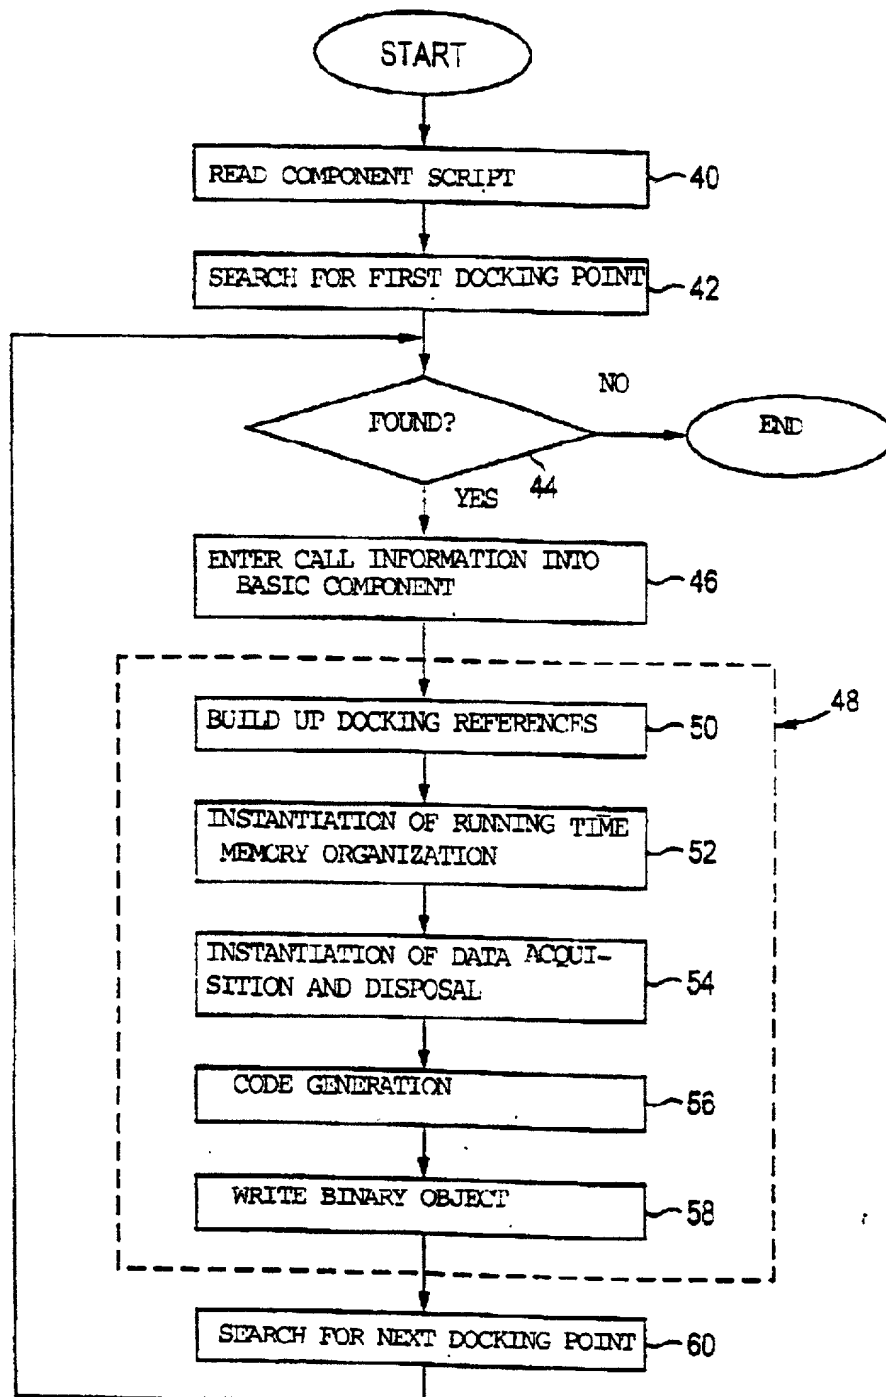 START
READ COMPONENT SCRIPT
40
SEARCH FOR FIRST DOCKING POINT
42
NO
FOUND?
END
44
YES
ENTER CALL INFORMATION INTO
BASIC COMPONENT
46
48
BUILD UP DOCKING REFERENCES
50
INSTANTIATION OF RUNNING TIME
MEMORY ORGANIZATION
52
INSTANTIATION OF DATA ACQUI-
SITION AND DISPOSAL
54
CODE GENERATION
56
WRITE BINARY OBJECT
58
SEARCH FOR NEXT DOCKING POINT
60